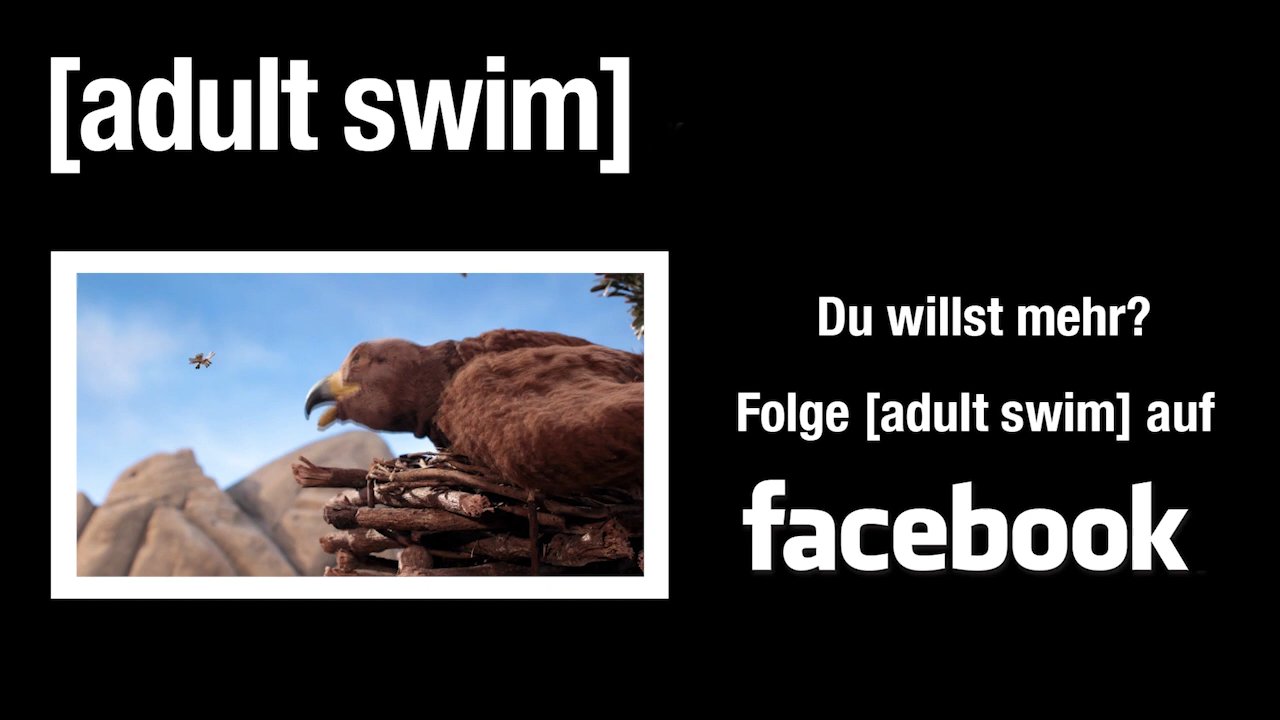 [adult swim]
Du willst mehr?
Folge [adult swim] auf
facebook